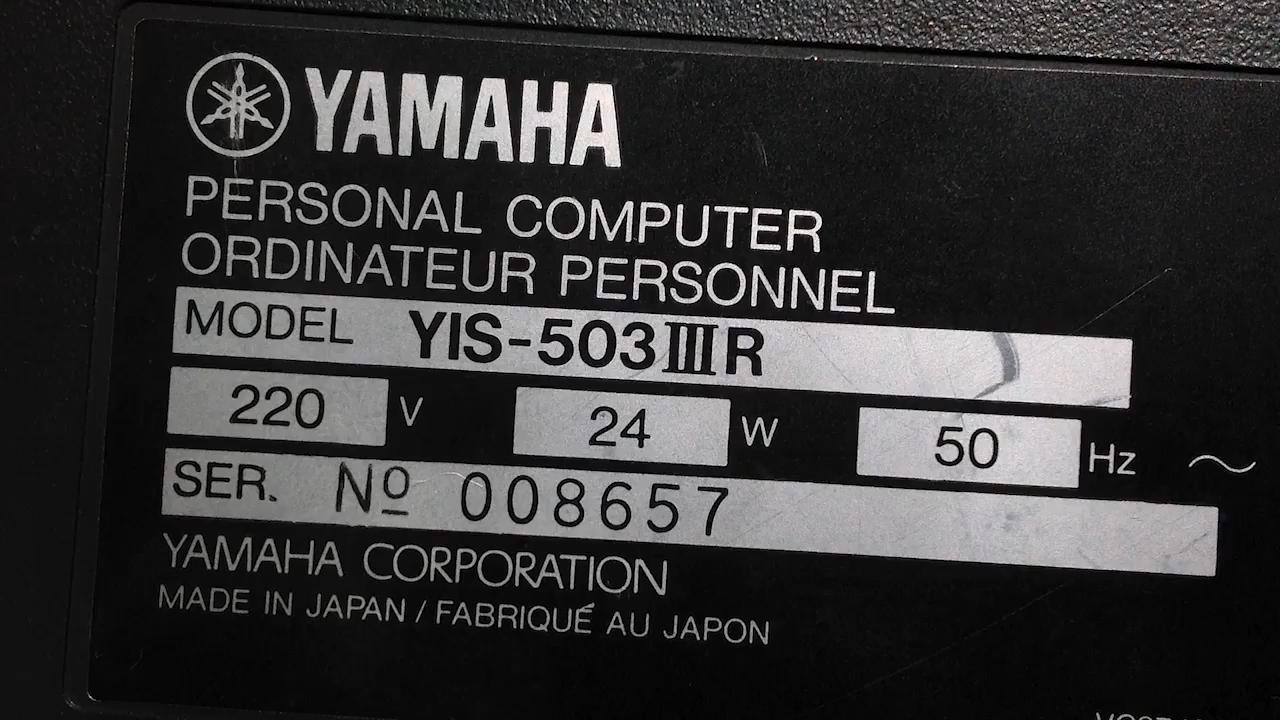 YAMAHA
PERSONAL COMPUTER
ORDINATEUR PERSONNEL
MODEL YIS-503IIIR
220 V 24 W 50 Hz ~
SER. Nº 008657
YAMAHA CORPORATION
MADE IN JAPAN / FABRIQUÉ AU JAPON